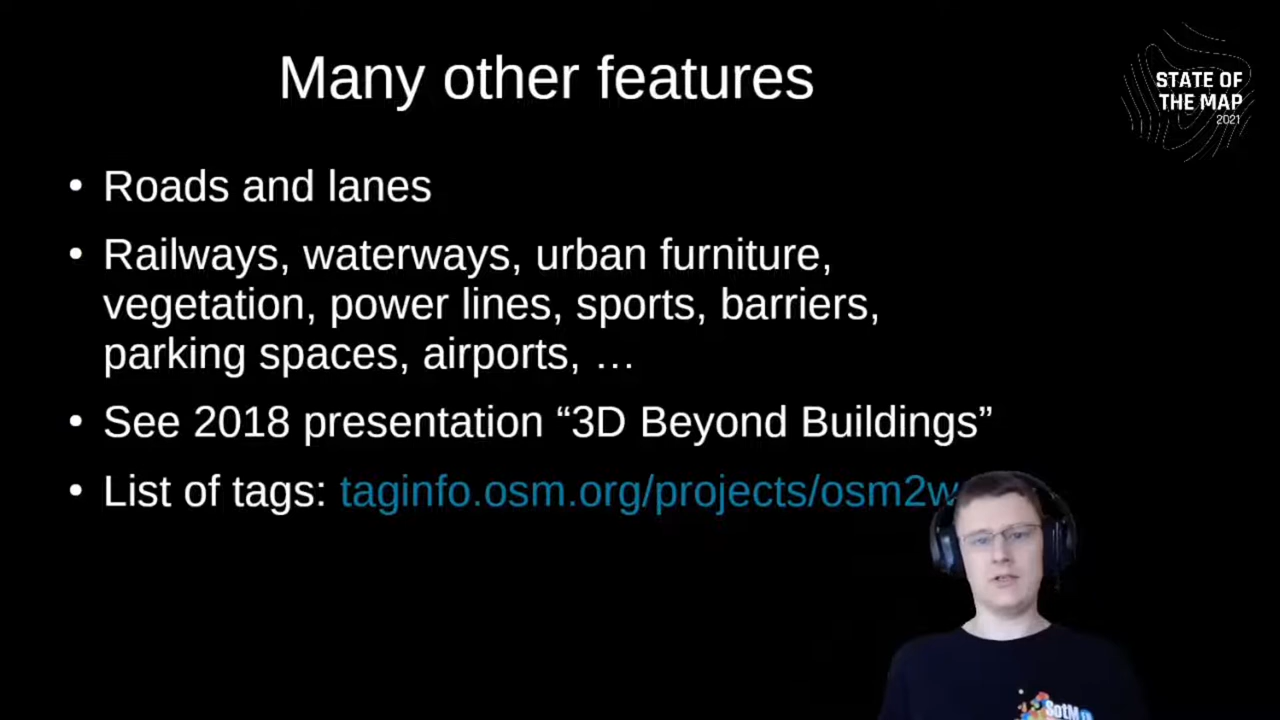 Many other features
STATE OF
THE MAP
2021
• Roads and lanes
• Railways, waterways, urban furniture,
vegetation, power lines, sports, barriers,
parking spaces, airports, …
• See 2018 presentation “3D Beyond Buildings”
• List of tags: taginfo.osm.org/projects/osm2w
SotM